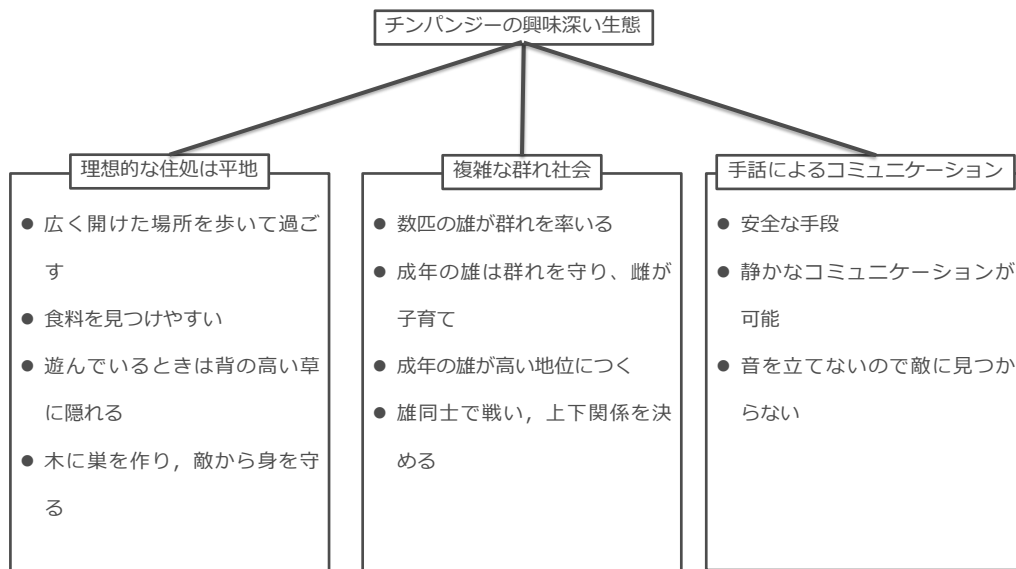 チンパンジーの興味深い生態
理想的な住処は平地
● 広く開けた場所を歩いて過ご
す
● 食料を見つけやすい
● 遊んでいるときは背の高い草
に隠れる
● 木に巣を作り，敵から身を守
る
複雑な群れ社会
● 数匹の雄が群れを率いる
● 成年の雄は群れを守り、雌が
子育て
● 成年の雄が高い地位につく
● 雄同士で戦い，上下関係を決
める
手話によるコミュニケーション
● 安全な手段
● 静かなコミュニケーションが
可能
● 音を立てないので敵に見つか
らない